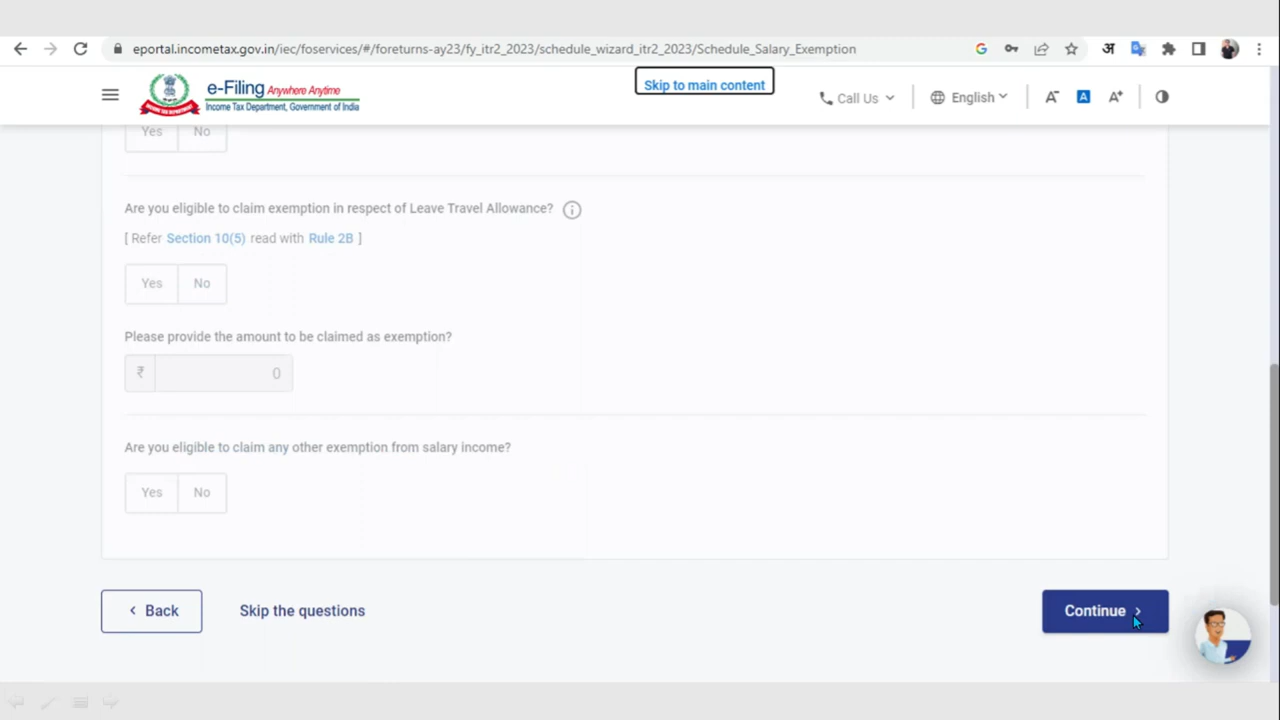 eportal.incometax.gov.in/iec/foservices/#/foreturns-ay23/fy_itr2_2023/schedule_wizard_itr2_2023/Schedule_Salary_Exemption
G
अ
e-Filing Anywhere Anytime
Income Tax Department, Government of India
Skip to main content
Call Us
English
A-
A
A+
Yes No
Are you eligible to claim exemption in respect of Leave Travel Allowance?
[ Refer Section 10(5) read with Rule 2B ]
Yes No
Please provide the amount to be claimed as exemption?
₹ 0
Are you eligible to claim any other exemption from salary income?
Yes No
< Back
Skip the questions
Continue >